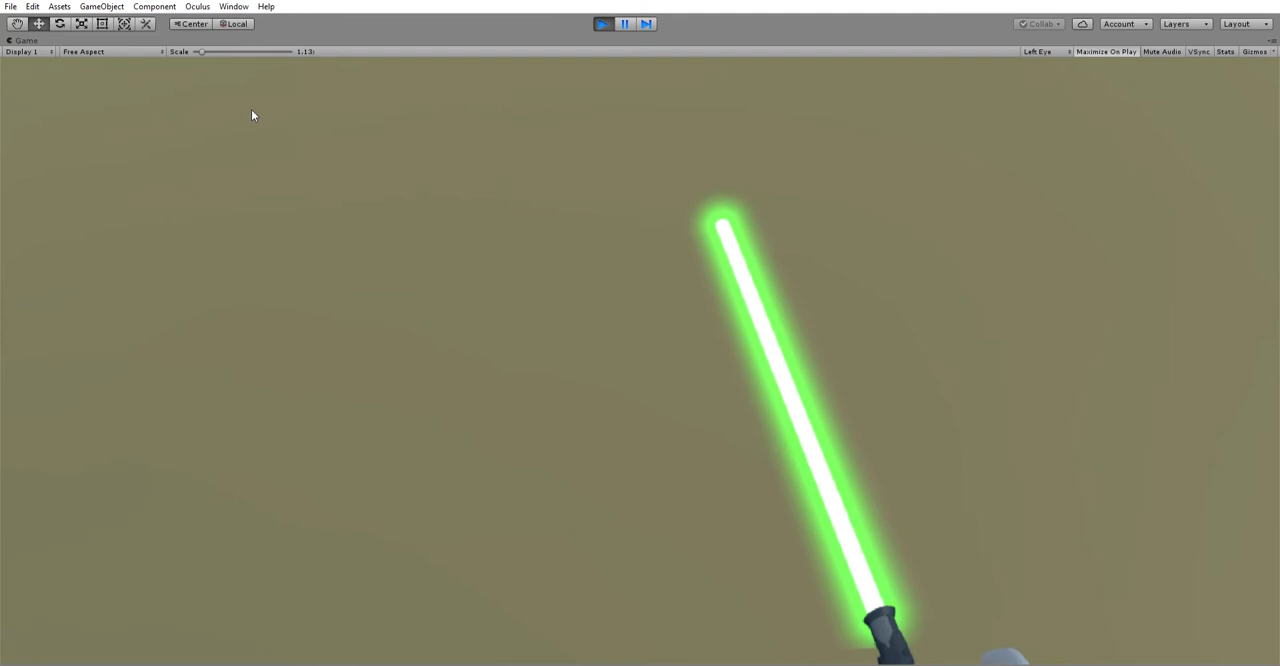 File Edit Assets GameObject Component Oculus Window Help
Center Local Collab Account Layers Layout
Game
Display 1 Free Aspect Scale 1.13x Left Eye Maximize On Play Mute Audio VSync Stats Gizmos